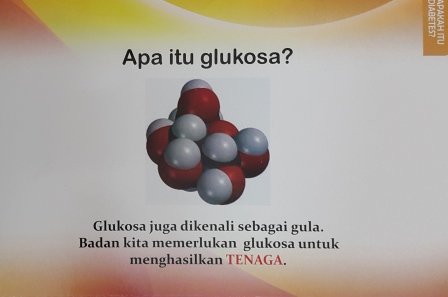 APAKAH ITU
DIABETES?
Apa itu glukosa?
Glukosa juga dikenali sebagai gula.
Badan kita memerlukan glukosa untuk
menghasilkan TENAGA.